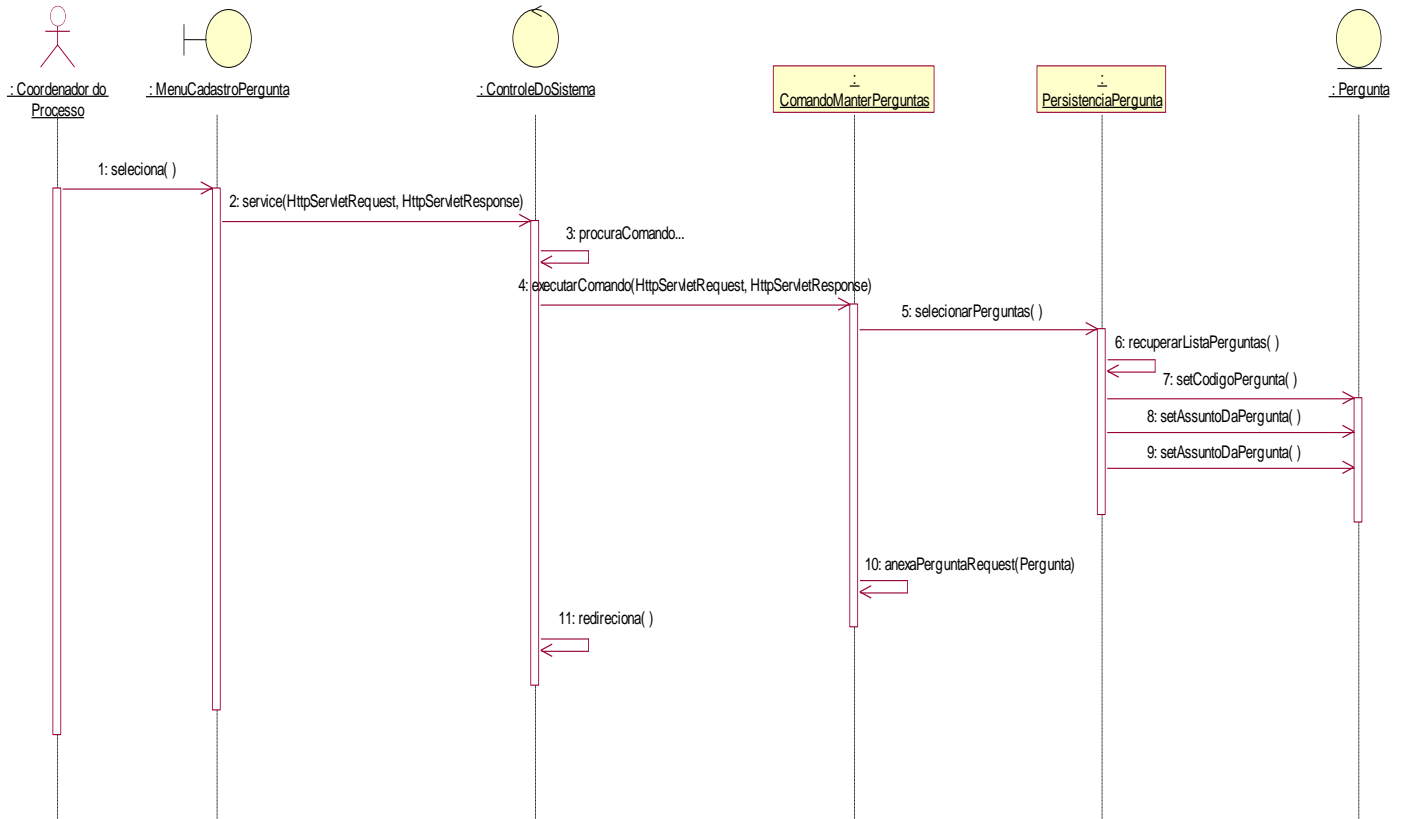 : Coordenador do
Processo
: MenuCadastroPergunta
: ControleDoSistema
:
ComandoManterPerguntas
:
PersistenciaPergunta
: Pergunta
1: seleciona( )
2: service(HttpServletRequest, HttpServletResponse)
3: procuraComando...
4: executarComando(HttpServletRequest, HttpServletResponse)
5: selecionarPerguntas( )
6: recuperarListaPerguntas( )
7: setCodigoPergunta( )
8: setAssuntoDaPergunta( )
9: setAssuntoDaPergunta( )
10: anexaPerguntaRequest(Pergunta)
11: redireciona( )